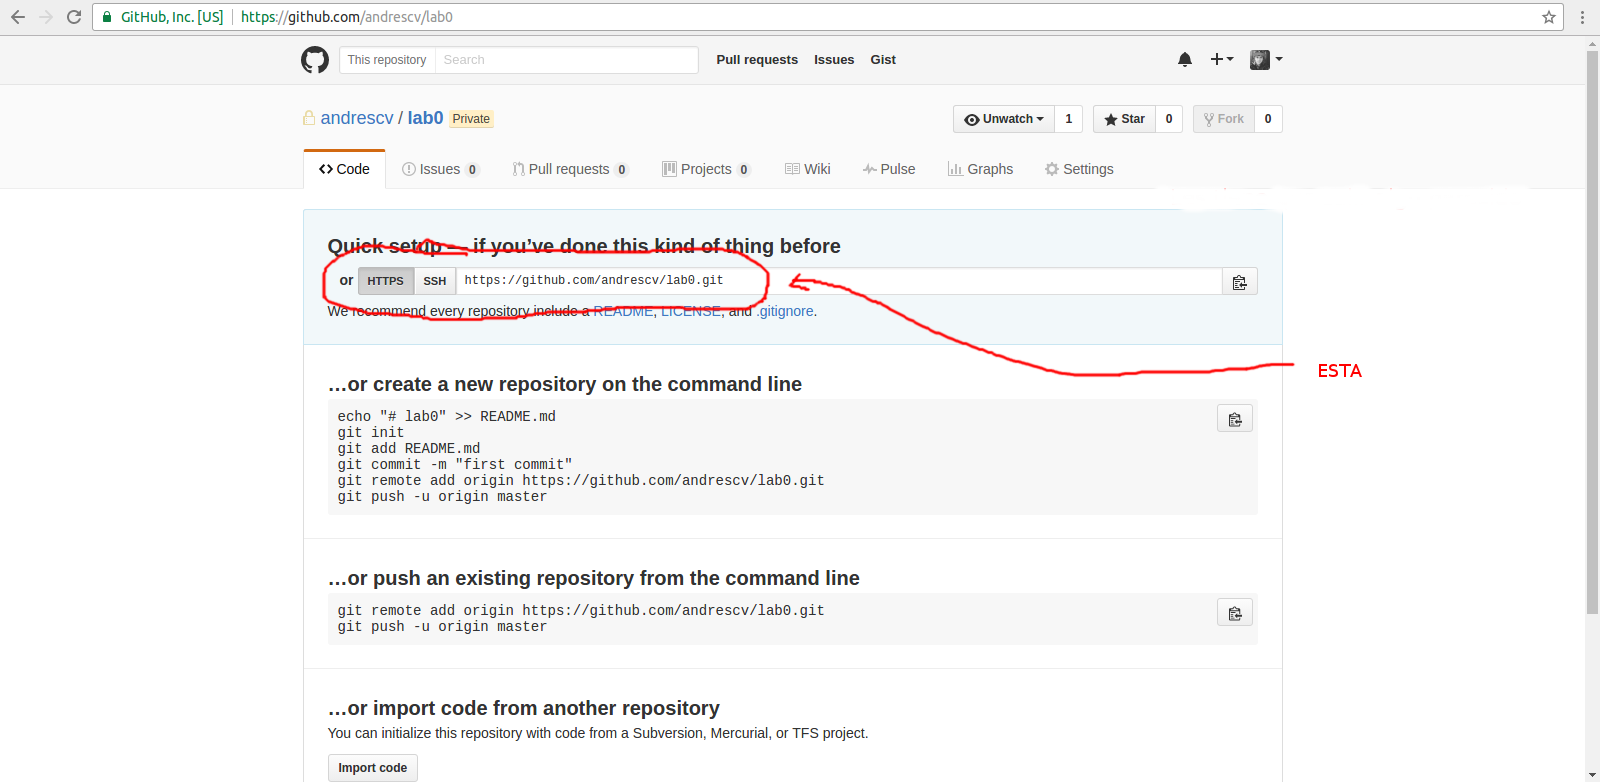 GitHub, Inc. [US] https://github.com/andrescv/lab0
This repository Search Pull requests Issues Gist
andrescv / lab0 Private Unwatch 1 Star 0 Fork 0
Code Issues 0 Pull requests 0 Projects 0 Wiki Pulse Graphs Settings
Quick setup — if you’ve done this kind of thing before
or HTTPS SSH https://github.com/andrescv/lab0.git
We recommend every repository include a README, LICENSE, and .gitignore.
ESTA
…or create a new repository on the command line
echo "# lab0" >> README.md
git init
git add README.md
git commit -m "first commit"
git remote add origin https://github.com/andrescv/lab0.git
git push -u origin master
…or push an existing repository from the command line
git remote add origin https://github.com/andrescv/lab0.git
git push -u origin master
…or import code from another repository
You can initialize this repository with code from a Subversion, Mercurial, or TFS project.
Import code